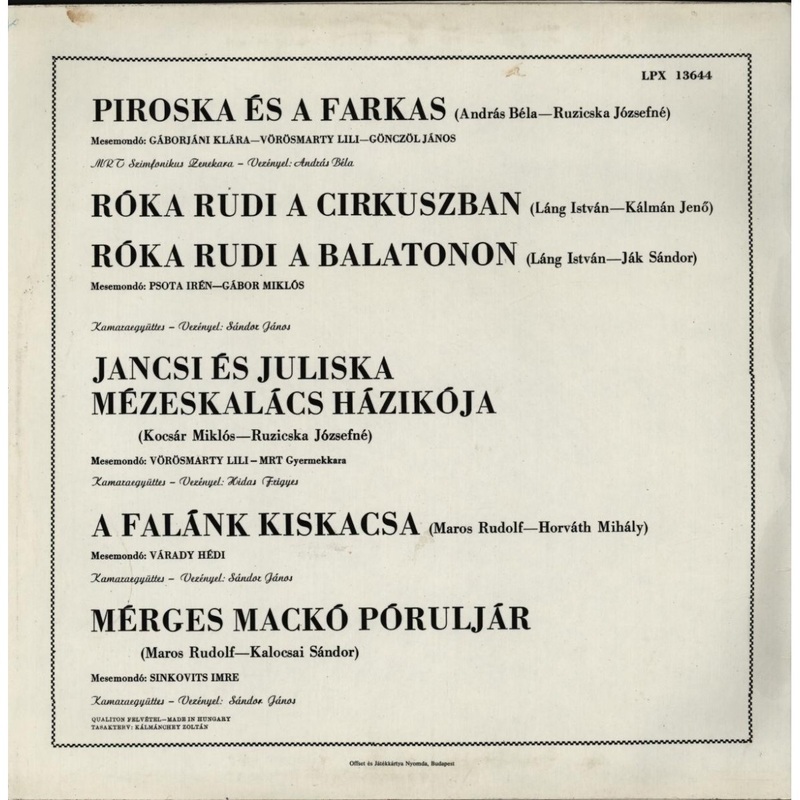 LPX 13644
PIROSKA ÉS A FARKAS (András Béla—Ruzicska Józsefné)
Mesemondó: GÁBORJÁNI KLÁRA—VÖRÖSMARTY LILI—GÖNCZÖL JÁNOS
MRT Szimfonikus Zenekara – Vezényel: András Béla
RÓKA RUDI A CIRKUSZBAN (Láng István—Kálmán Jenő)
RÓKA RUDI A BALATONON (Láng István—Ják Sándor)
Mesemondó: PSOTA IRÉN—GÁBOR MIKLÓS
Kamaraegyüttes – Vezényel: Sándor János
JANCSI ÉS JULISKA
MÉZESKALÁCS HÁZIKÓJA
(Kocsár Miklós—Ruzicska Józsefné)
Mesemondó: VÖRÖSMARTY LILI – MRT Gyermekkara
Kamaraegyüttes – Vezényel: Hidas Frigyes
A FALÁNK KISKACSA (Maros Rudolf—Horváth Mihály)
Mesemondó: VÁRADY HÉDI
Kamaraegyüttes – Vezényel: Sándor János
MÉRGES MACKÓ PÓRULJÁR
(Maros Rudolf—Kalocsai Sándor)
Mesemondó: SINKOVITS IMRE
Kamaraegyüttes – Vezényel: Sándor János
QUALITON FELVÉTEL—MADE IN HUNGARY
TASAKTERV: KÁLMÁNCHEY ZOLTÁN
Offset és Játékkártya Nyomda, Budapest